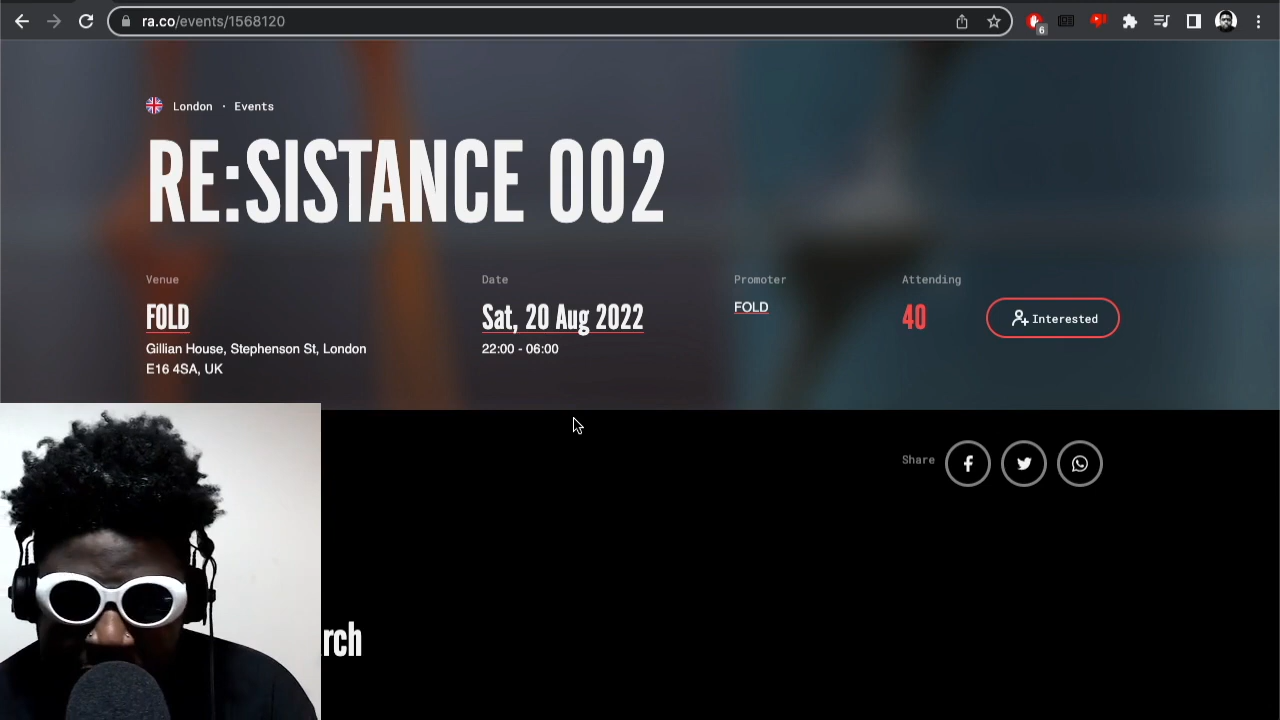 ra.co/events/1568120
6
London · Events
RE:SISTANCE 002
Venue
FOLD
Gillian House, Stephenson St, London
E16 4SA, UK
Date
Sat, 20 Aug 2022
22:00 - 06:00
Promoter
FOLD
Attending
40
Interested
Share
rch